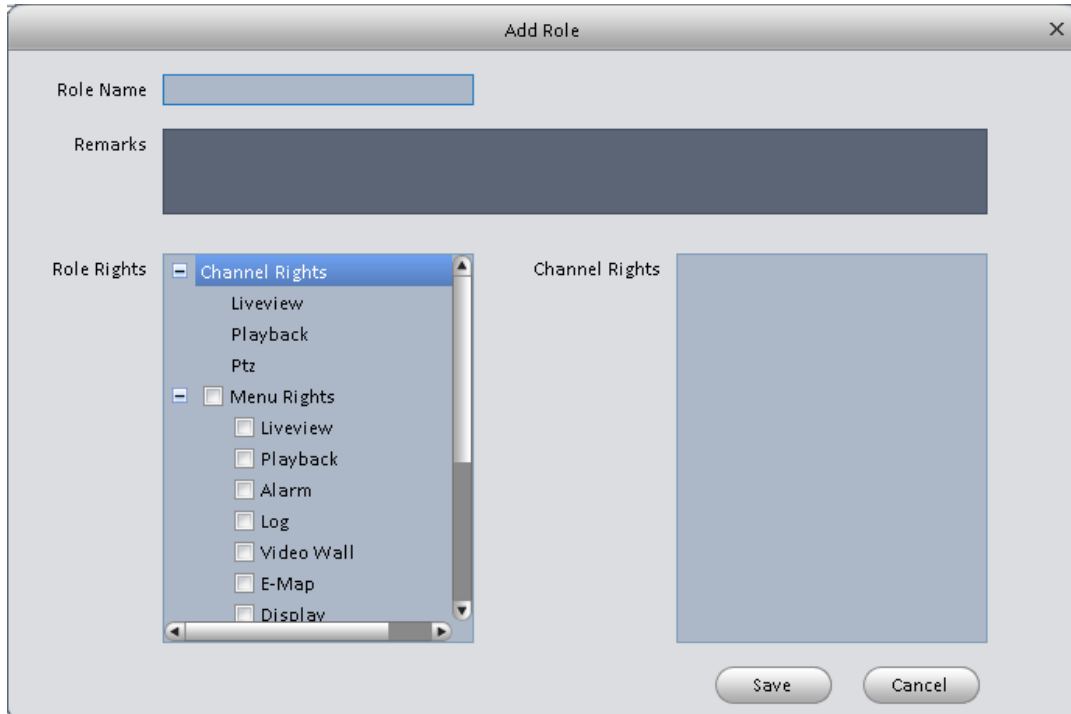 Add Role
Role Name
Remarks
Role Rights
Channel Rights
Liveview
Playback
Ptz
Menu Rights
Liveview
Playback
Alarm
Log
Video Wall
E-Map
Display
Channel Rights
Save
Cancel